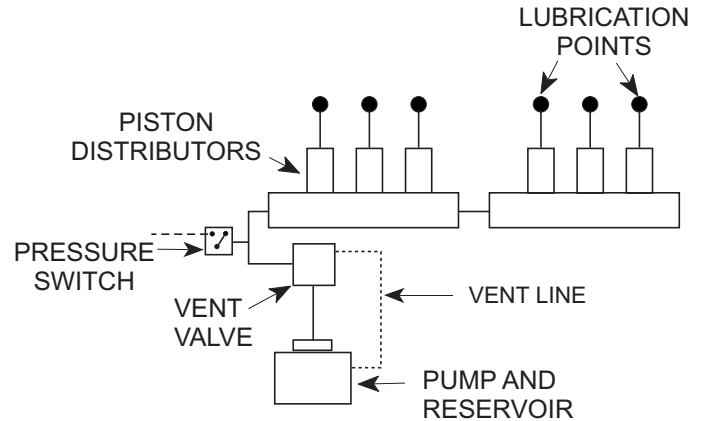 LUBRICATION
POINTS
PISTON
DISTRIBUTORS
PRESSURE
SWITCH
VENT
VALVE
VENT LINE
PUMP AND
RESERVOIR